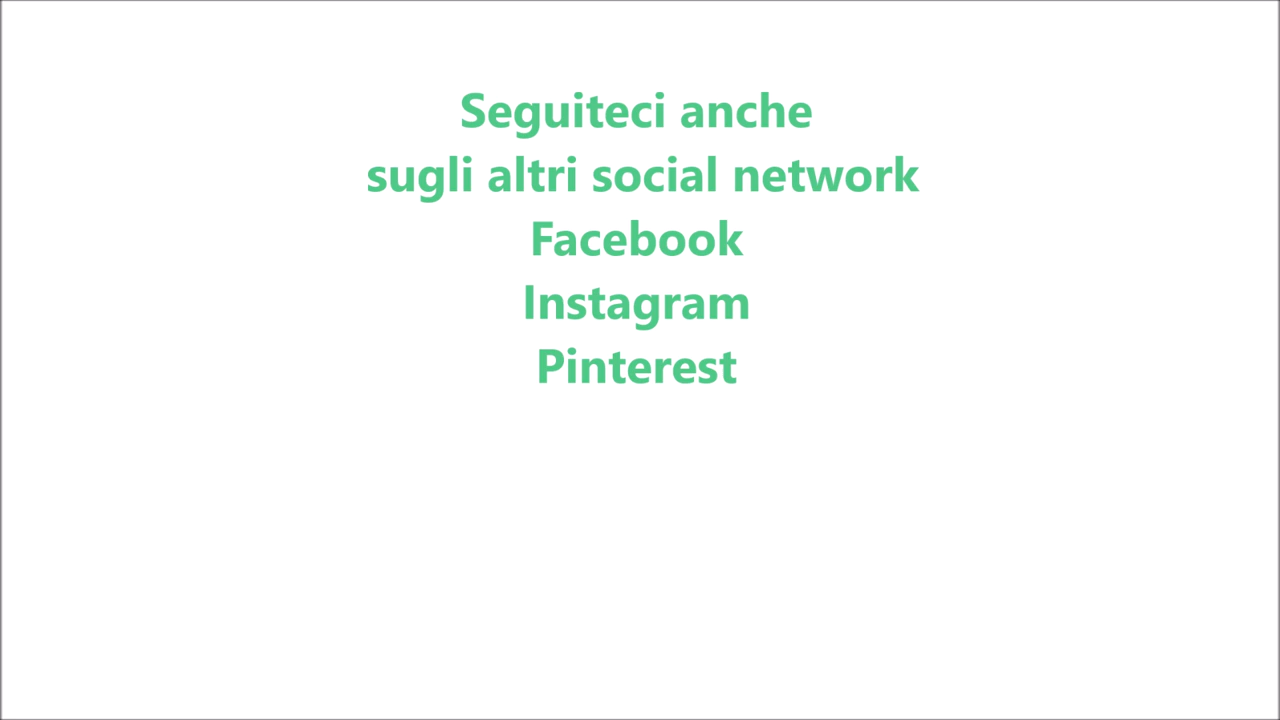 Seguiteci anche
sugli altri social network
Facebook
Instagram
Pinterest